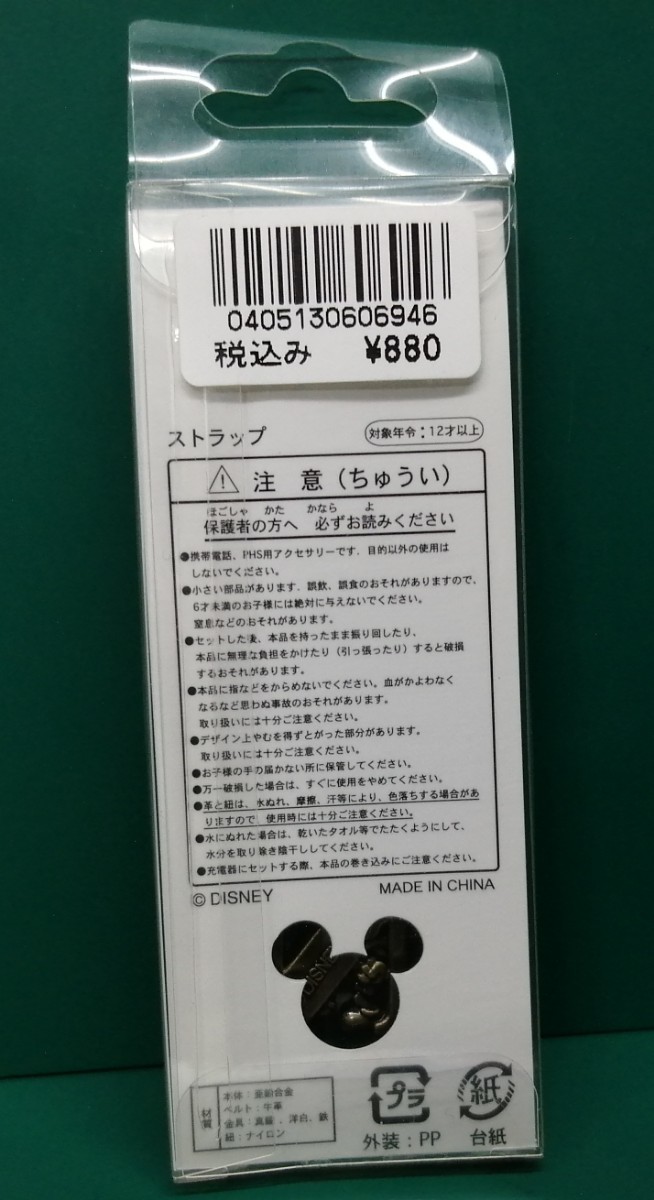 0405130606946
税込み ¥880
ストラップ
対象年令：12才以上
注 意（ちゅうい）
ほごしゃ かた かなら よ
保護者の方へ 必ずお読みください
●携帯電話、PHS用アクセサリーです。目的以外の使用は
しないでください。
●小さい部品があります。誤飲、誤食のおそれがありますので、
6才未満のお子様には絶対に与えないでください。
窒息などのおそれがあります。
●セットした後、本品を持ったまま振り回したり、
本品に無理な負担をかけたり（引っ張ったり）すると破損
するおそれがあります。
●本品に指などをからめないでください。血がかよわなく
なるなど思わぬ事故のおそれがあります。
取り扱いには十分ご注意ください。
●デザイン上やむを得ずとがった部分があります。
取り扱いには十分ご注意ください。
●お子様の手の届かない所に保管してください。
●万一破損した場合は、すぐに使用をやめてください。
●革と紐は、水ぬれ、摩擦、汗等により、色落ちする場合があ
りますので、使用時には十分ご注意ください。
●水にぬれた場合は、乾いたタオル等でたたくようにして、
水分を取り除き陰干ししてください。
●充電器にセットする際、本品の巻き込みにご注意ください。
© DISNEY MADE IN CHINA
DISNE
材質
本体：亜鉛合金
ベルト：牛革
金具：真鍮、洋白、鉄
紐：ナイロン
プラ
外装：PP
紙
台紙